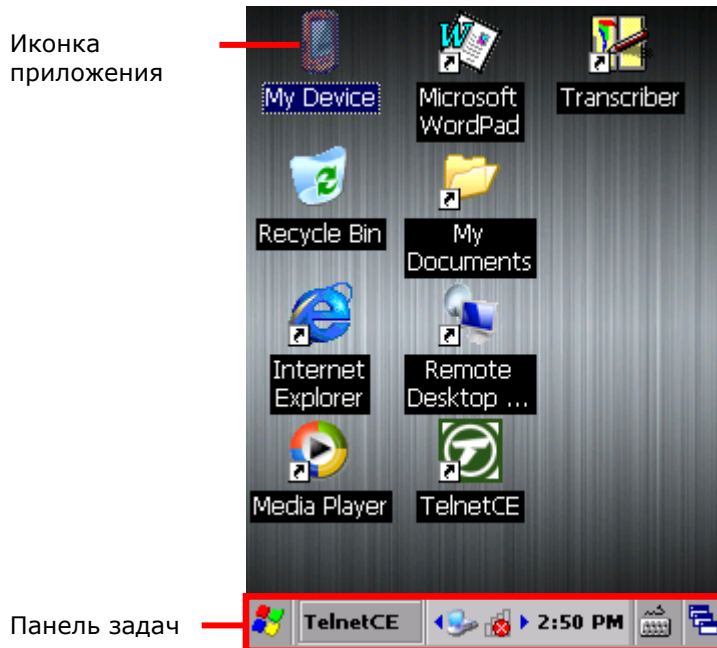 Иконка
приложения
My Device
Microsoft
WordPad
Transcriber
Recycle Bin
My
Documents
Internet
Explorer
Remote
Desktop ...
Media Player
TelnetCE
Панель задач
TelnetCE
2:50 PM